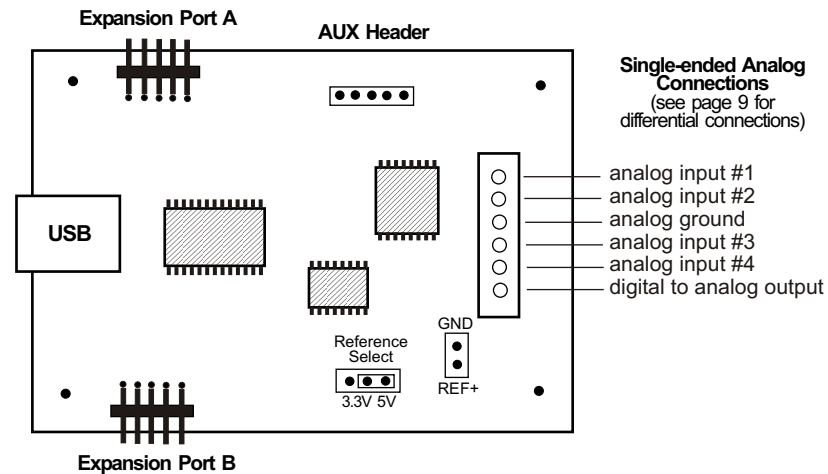 Expansion Port A
AUX Header
Single-ended Analog
Connections
(see page 9 for
differential connections)
analog input #1
analog input #2
analog ground
analog input #3
analog input #4
digital to analog output
USB
GND
REF+
Reference
Select
3.3V 5V
Expansion Port B